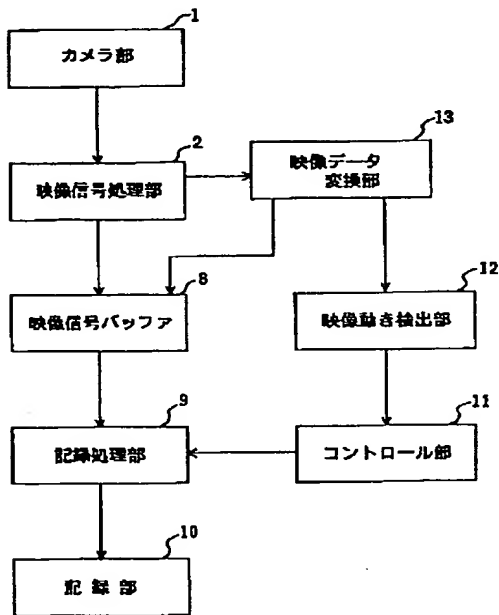 1
カメラ部
2
映像信号処理部
13
映像データ
変換部
8
映像信号バッファ
12
映像動き検出部
9
記録処理部
11
コントロール部
10
記録部